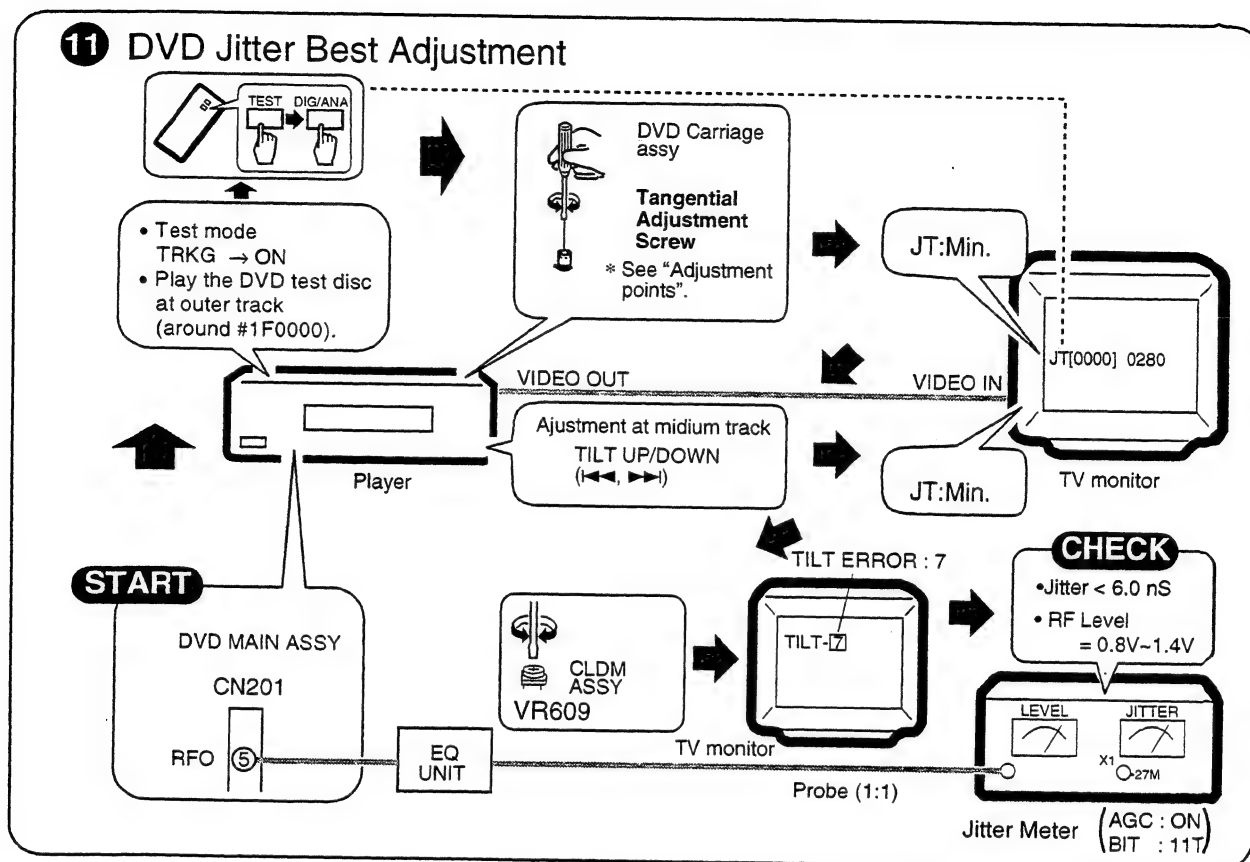 11 DVD Jitter Best Adjustment
TEST DIG/ANA
• Test mode
TRKG → ON
• Play the DVD test disc
at outer track
(around #1F0000).
DVD Carriage
assy
Tangential
Adjustment
Screw
* See “Adjustment
points”.
JT:Min.
JT[0000] 0280
VIDEO OUT
VIDEO IN
Player
Ajustment at midium track
TILT UP/DOWN
(⏮, ⏭)
JT:Min.
TV monitor
START
DVD MAIN ASSY
CN201
RFO ⑤
EQ
UNIT
CLDM
ASSY
VR609
TILT ERROR : 7
TILT-7
TV monitor
CHECK
•Jitter < 6.0 nS
• RF Level
= 0.8V~1.4V
LEVEL
JITTER
X1
27M
Probe (1:1)
Jitter Meter
(AGC : ON
BIT : 11T)